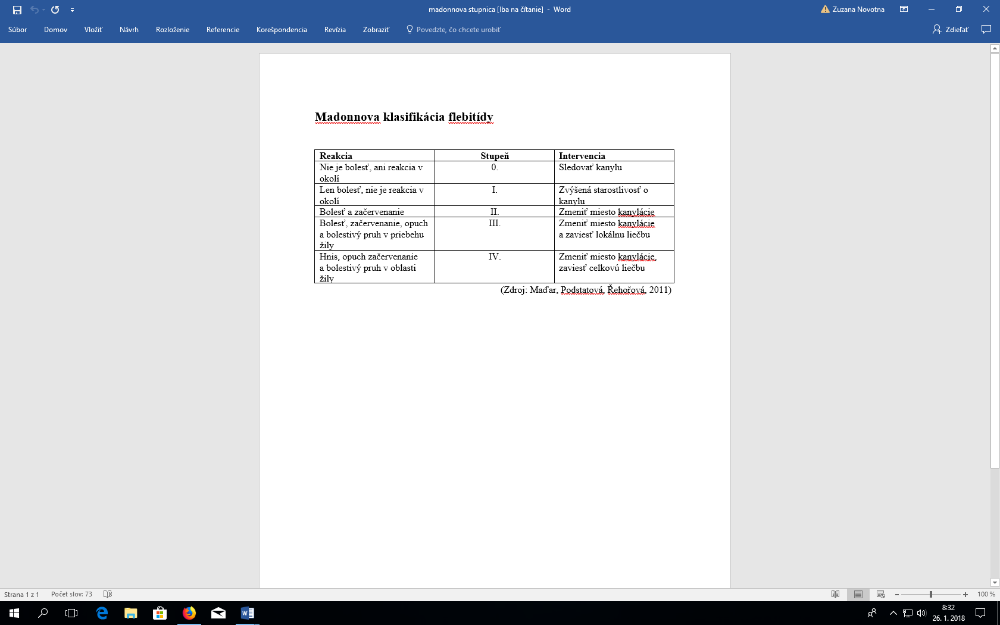 madonnova stupnica [Iba na čítanie] - Word
Zuzana Novotna
Súbor Domov Vložiť Návrh Rozloženie Referencie Korešpondencia Revízia Zobraziť Povedzte, čo chcete urobiť Zdieľať
Madonnova klasifikácia flebitídy
Reakcia Stupeň Intervencia
Nie je bolesť, ani reakcia v 0. Sledovať kanylu
okolí
Len bolesť, nie je reakcia v I. Zvýšená starostlivosť o
okolí kanylu
Bolesť a začervenanie II. Zmeniť miesto kanylácie
Bolesť, začervenanie, opuch III. Zmeniť miesto kanylácie
a bolestivý pruh v priebehu a zaviesť lokálnu liečbu
žily
Hnis, opuch začervenanie IV. Zmeniť miesto kanylácie,
a bolestivý pruh v oblasti zaviesť celkovú liečbu
žily
(Zdroj: Maďar, Podstatová, Řehořová, 2011)
Strana 1 z 1 Počet slov: 73 100 %
8:32
26. 1. 2018